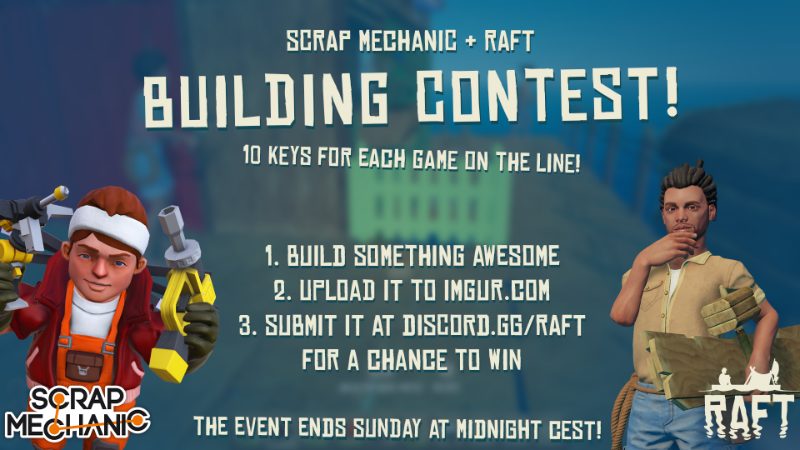 SCRAP MECHANIC + RAFT
BUILDING CONTEST!
10 KEYS FOR EACH GAME ON THE LINE!
1. BUILD SOMETHING AWESOME
2. UPLOAD IT TO IMGUR.COM
3. SUBMIT IT AT DISCORD.GG/RAFT
FOR A CHANCE TO WIN
SCRAP
MECHANIC
RAFT
THE EVENT ENDS SUNDAY AT MIDNIGHT CEST!